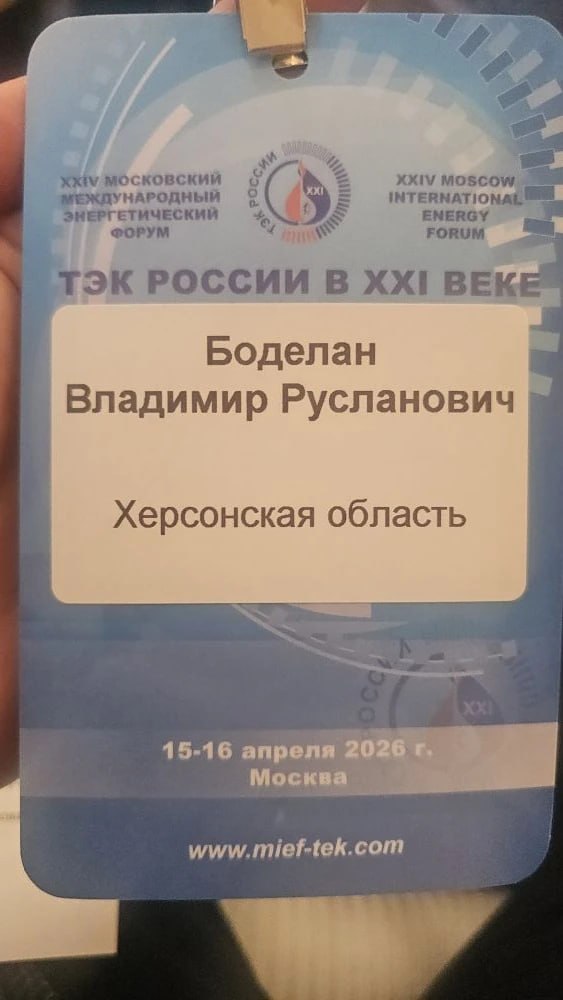 XXIV МОСКОВСКИЙ
МЕЖДУНАРОДНЫЙ
ЭНЕРГЕТИЧЕСКИЙ
ФОРУМ
ТЭК РОССИИ
XXI
XXIV MOSCOW
INTERNATIONAL
ENERGY
FORUM
ТЭК РОССИИ В XXI ВЕКЕ
Боделан
Владимир Русланович
Херсонская область
РОССИИ
XXI
15-16 апреля 2026 г.
Москва
www.mief-tek.com